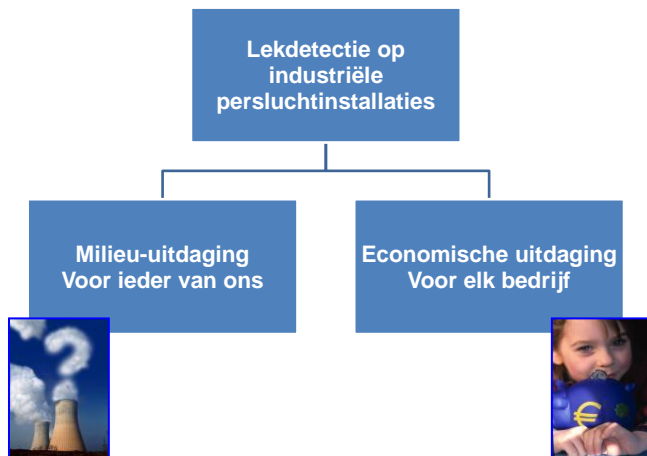 Lekdetectie op
industriële
persluchtinstallaties
Milieu-uitdaging
Voor ieder van ons
Economische uitdaging
Voor elk bedrijf
?
€